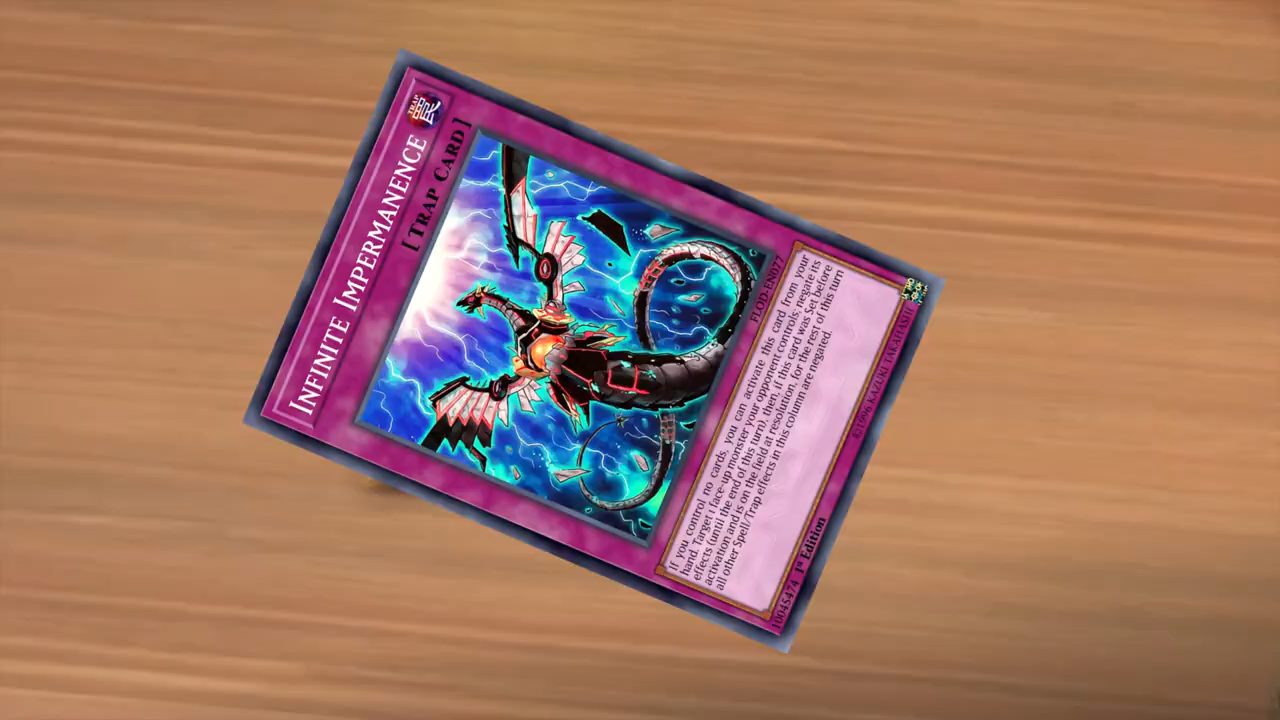 INFINITE IMPERMANENCE
TRAP
罠
[TRAP CARD]
FLOD-EN077
If you control no cards, you can activate this card from your
hand. Target 1 face-up monster your opponent controls; negate its
effects (until the end of this turn), then, if this card was Set before
activation and is on the field at resolution, for the rest of this turn
all other Spell/Trap effects in this column are negated.
10045474 1st Edition
©1996 KAZUKI TAKAHASHI